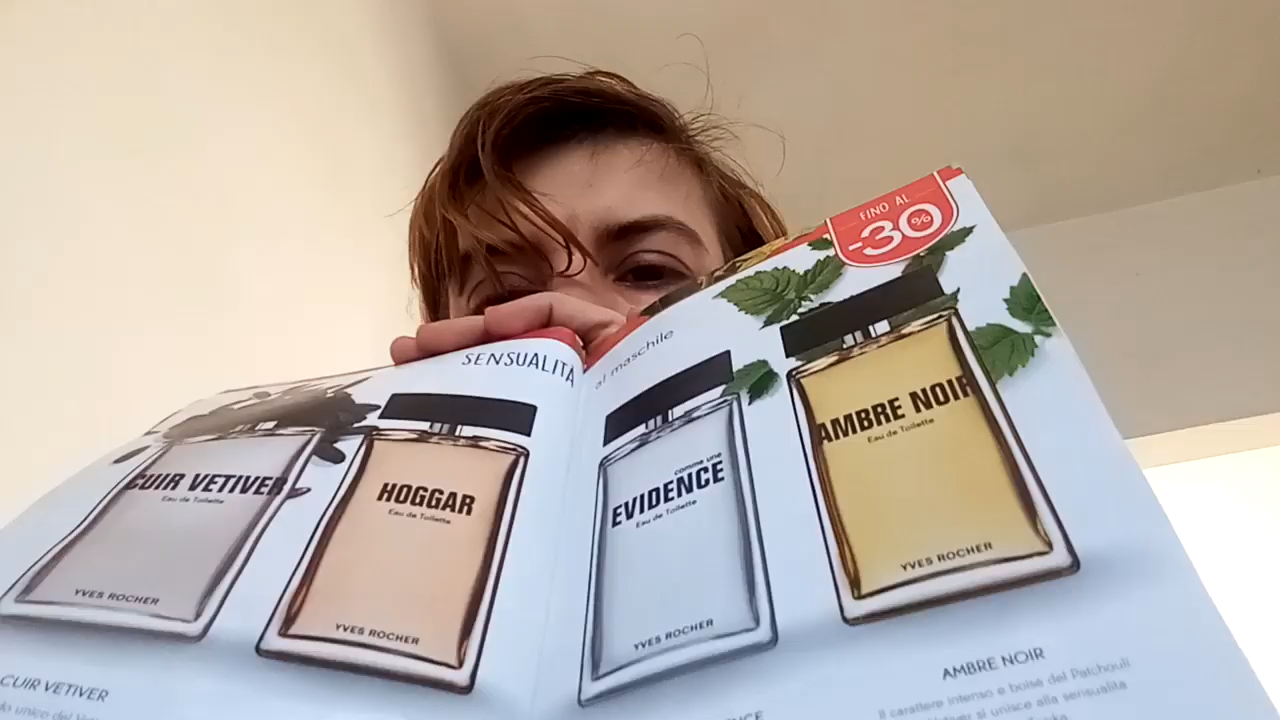 SENSUALITÀ
al maschile
FINO AL
-30%
CUIR VETIVER
Eau de Toilette
YVES ROCHER
HOGGAR
Eau de Toilette
YVES ROCHER
comme une
EVIDENCE
Eau de Toilette
YVES ROCHER
AMBRE NOIR
Eau de Toilette
YVES ROCHER
CUIR VETIVER
unico del
AMBRE NOIR
Il carattere intenso e boisé del Patchouli
si unisce alla sensualità